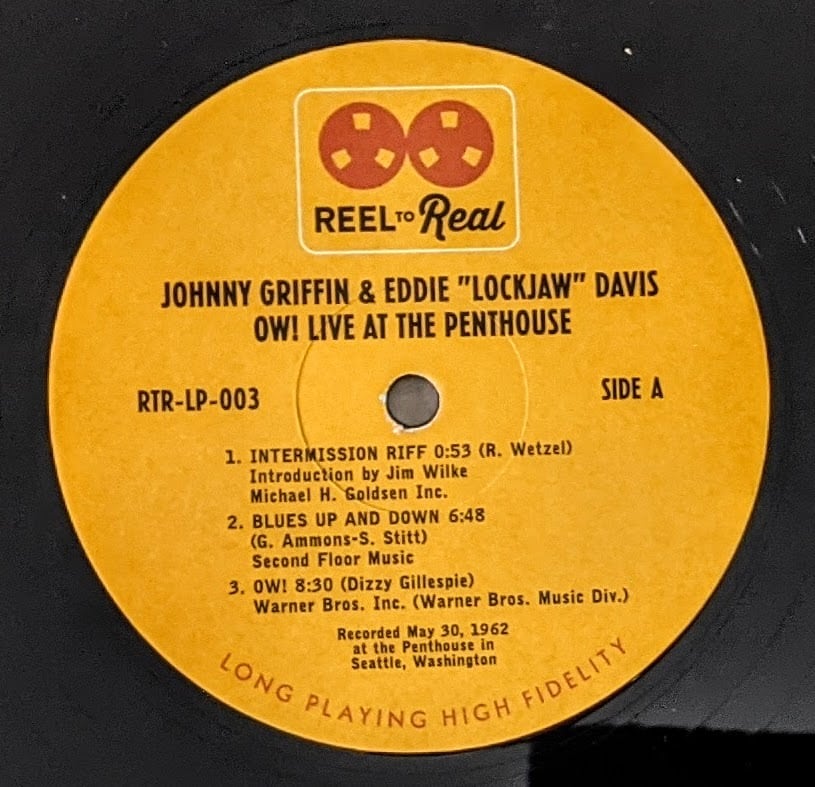 REEL TO Real
JOHNNY GRIFFIN & EDDIE "LOCKJAW" DAVIS
OW! LIVE AT THE PENTHOUSE
RTR-LP-003
SIDE A
1. INTERMISSION RIFF 0:53 (R. Wetzel)
Introduction by Jim Wilke
Michael H. Goldsen Inc.
2. BLUES UP AND DOWN 6:48
(G. Ammons-S. Stitt)
Second Floor Music
3. OW! 8:30 (Dizzy Gillespie)
Warner Bros. Inc. (Warner Bros. Music Div.)
Recorded May 30, 1962
at the Penthouse in
Seattle, Washington
LONG PLAYING HIGH FIDELITY